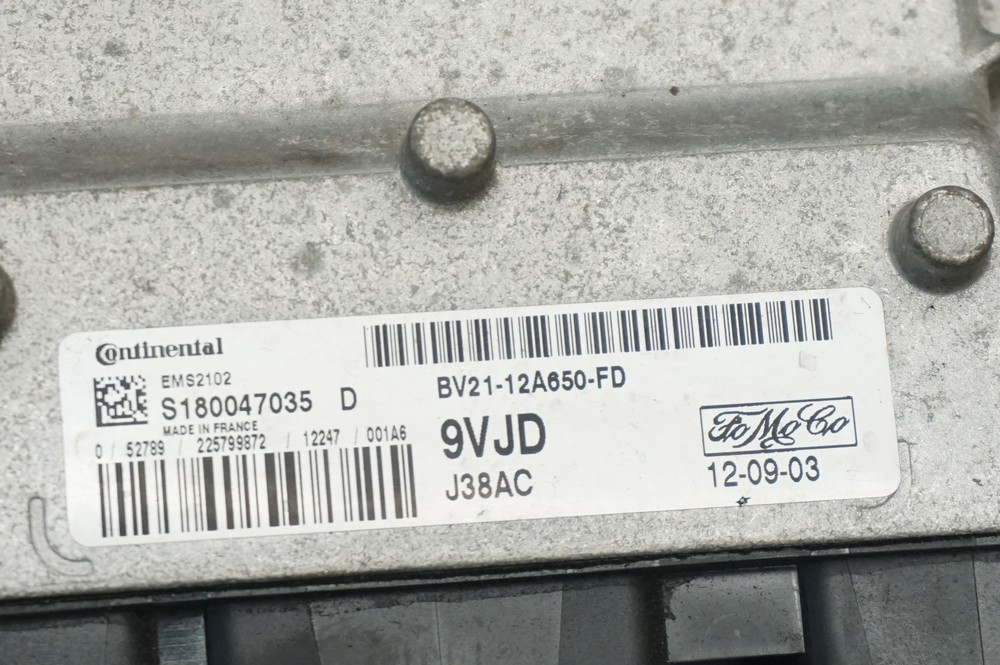 Continental
EMS2102
S180047035 D
MADE IN FRANCE
0 / 52789 / 225799872 / 12247 / 001A6
BV21-12A650-FD
9VJD
J38AC
FoMoCo
12-09-03